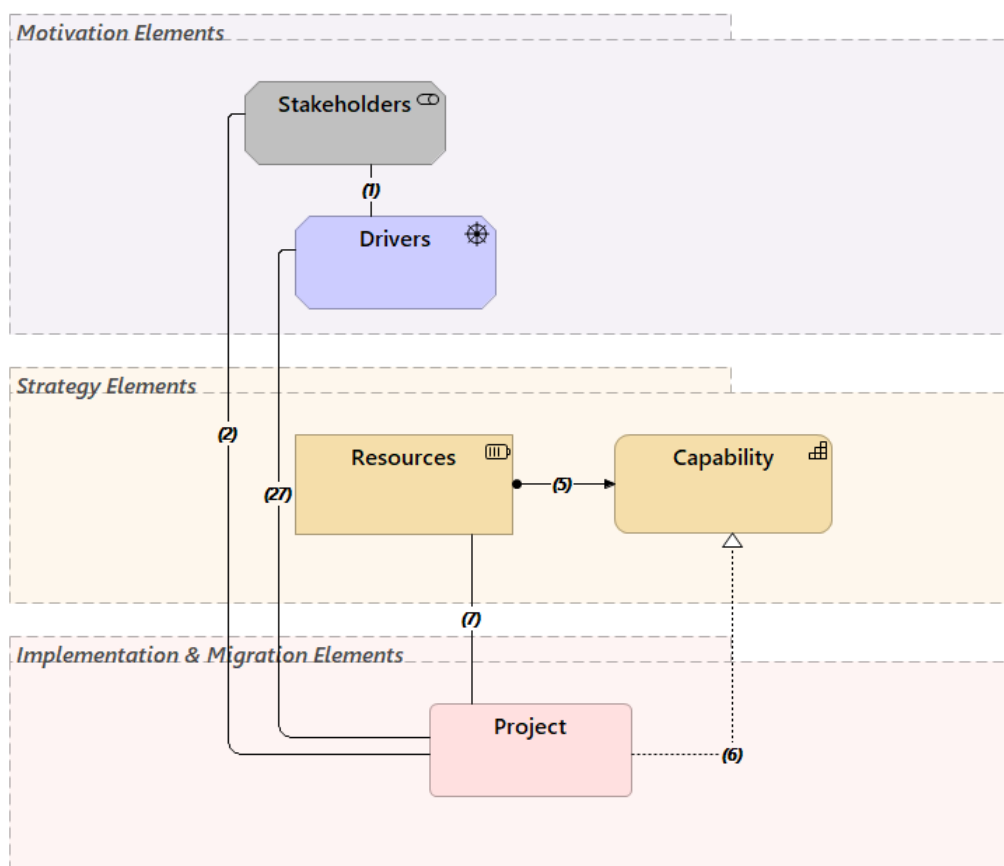 Motivation Elements
Stakeholders
(1)
Drivers
Strategy Elements
(2)
Resources
Capability
(5)
(27)
(7)
Implementation & Migration Elements
Project
(6)